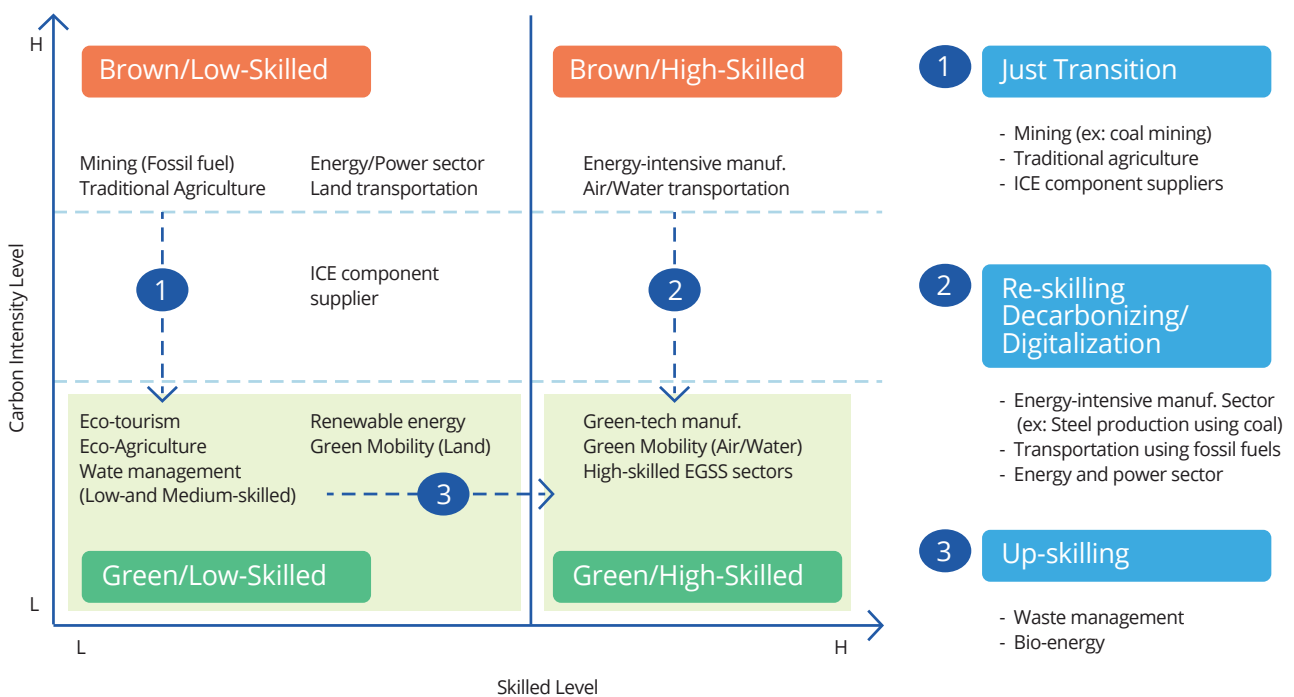 H
Brown/Low-Skilled
Brown/High-Skilled
Mining (Fossil fuel)
Traditional Agriculture
Energy/Power sector
Land transportation
Energy-intensive manuf.
Air/Water transportation
Carbon Intensity Level
1
ICE component
supplier
2
Eco-tourism
Eco-Agriculture
Wate management
(Low-and Medium-skilled)
Renewable energy
Green Mobility (Land)
Green-tech manuf.
Green Mobility (Air/Water)
High-skilled EGSS sectors
3
Green/Low-Skilled
Green/High-Skilled
L
L
H
Skilled Level
1
Just Transition
- Mining (ex: coal mining)
- Traditional agriculture
- ICE component suppliers
2
Re-skilling
Decarbonizing/
Digitalization
- Energy-intensive manuf. Sector
(ex: Steel production using coal)
- Transportation using fossil fuels
- Energy and power sector
3
Up-skilling
- Waste management
- Bio-energy